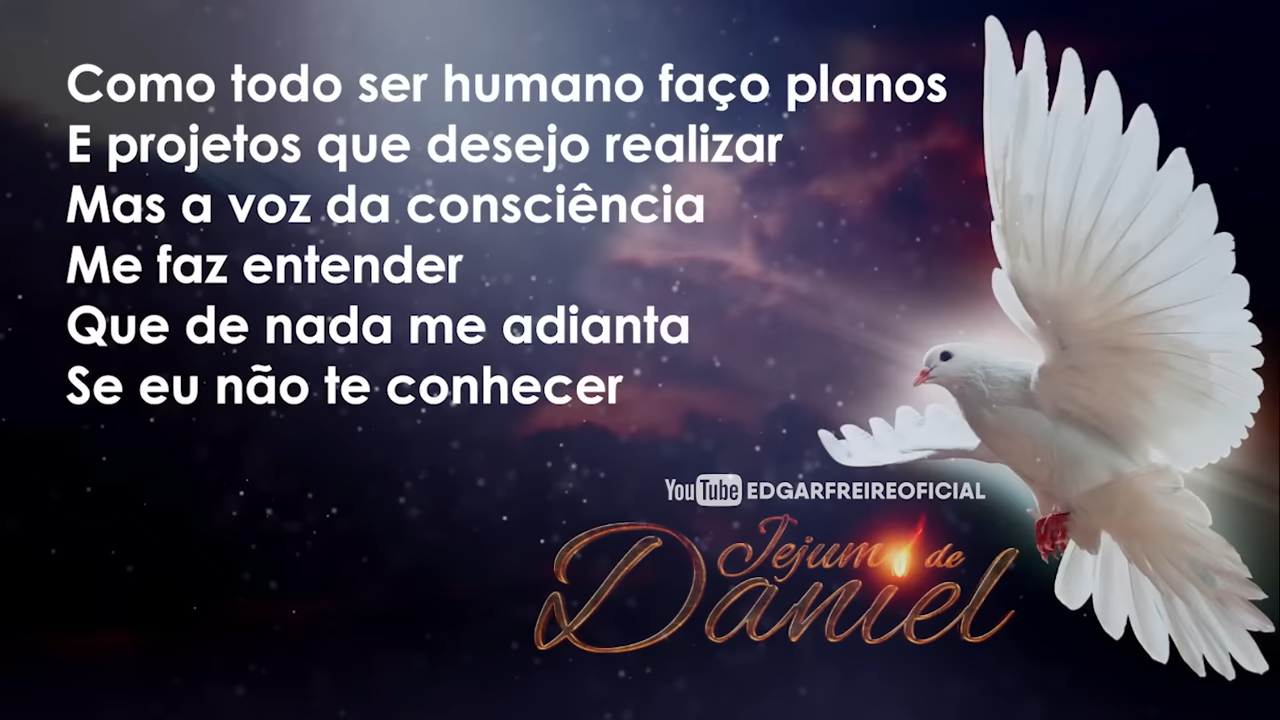 Como todo ser humano faço planos
E projetos que desejo realizar
Mas a voz da consciência
Me faz entender
Que de nada me adianta
Se eu não te conhecer
YouTube EDGARFREIREOFICIAL
Jejum de
Daniel